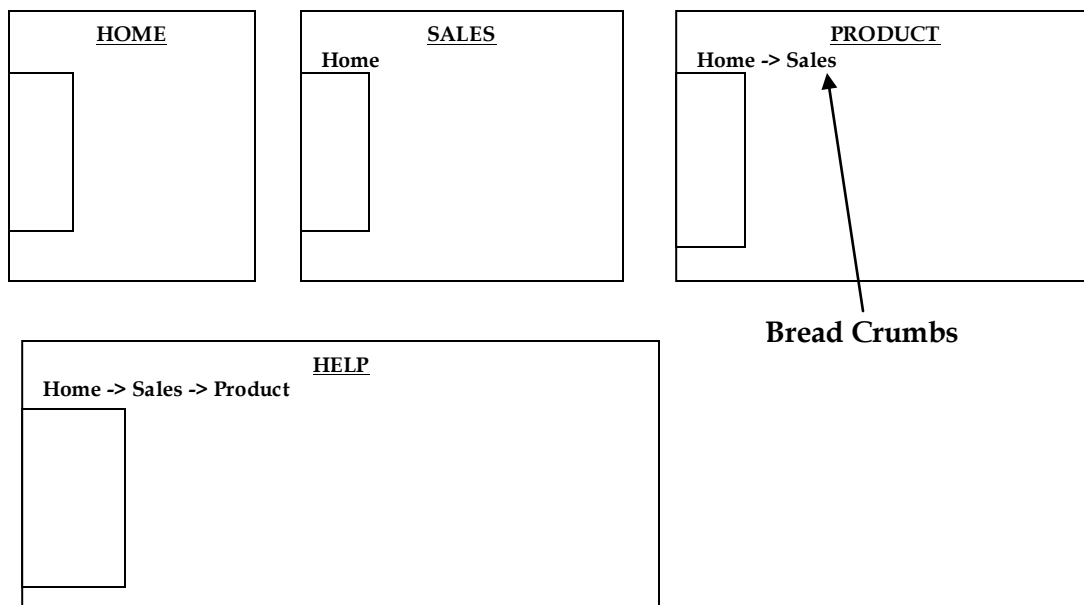 HOME
SALES
Home
PRODUCT
Home -> Sales
Bread Crumbs
HELP
Home -> Sales -> Product